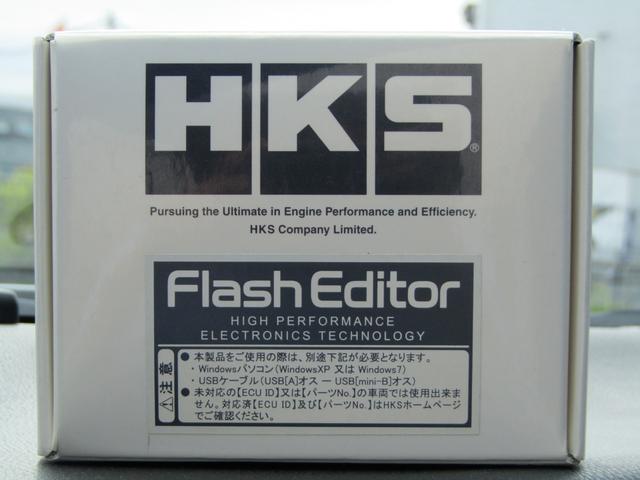 HKS®
Pursuing the Ultimate in Engine Performance and Efficiency.
HKS Company Limited.
Flash Editor
HIGH PERFORMANCE
ELECTRONICS TECHNOLOGY
注意
● 本製品をご使用の際は、別途下記が必要となります。
・Windowsパソコン(WindowsXP 又は Windows7)
・USBケーブル(USB[A]オス ー USB[mini-B]オス)
● 未対応の【ECU ID】又は【パーツNo.】の車両では使用出来ま
せん。対応済【ECU ID】及び【パーツNo.】はHKSホームページ
でご確認ください。